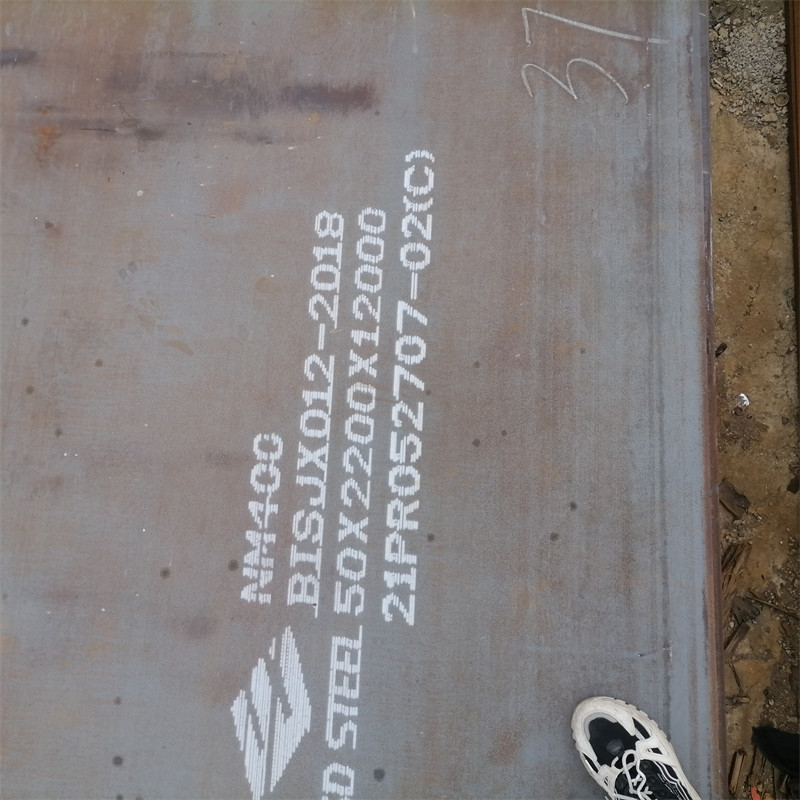 NM400
BISJX012-2018
50X2200X12000
21PR052707-02(C)
STEEL
37